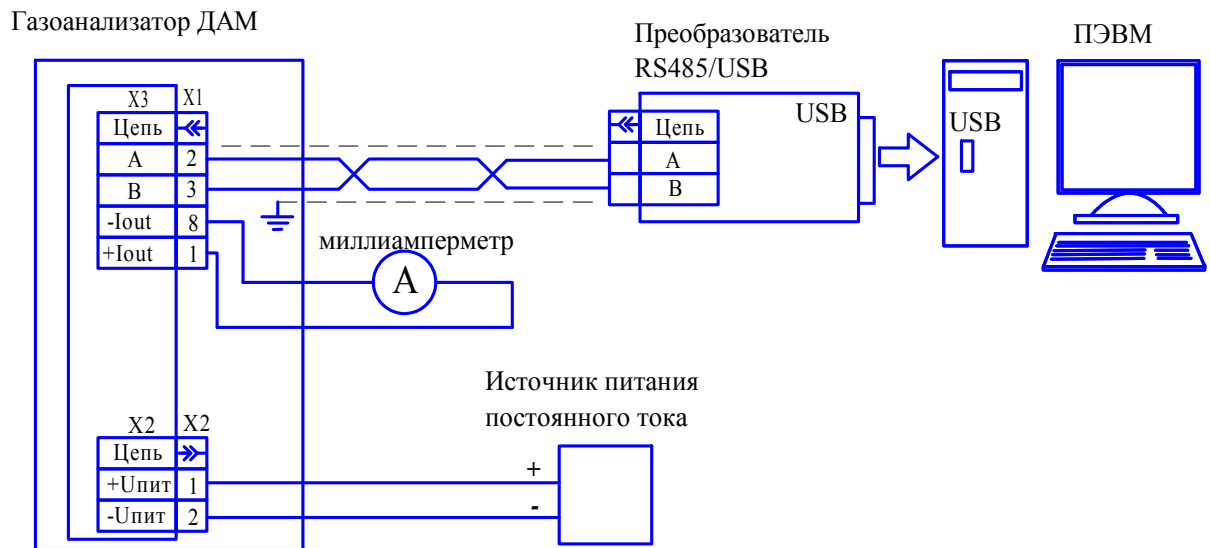 Газоанализатор ДАМ
Преобразователь
RS485/USB
ПЭВМ
X3 X1
Цепь
A 2
B 3
-Iout 8
+Iout 1
USB
Цепь
A
B
USB
миллиамперметр
A
Источник питания
постоянного тока
X2 X2
Цепь
+Uпит 1
-Uпит 2
+
-